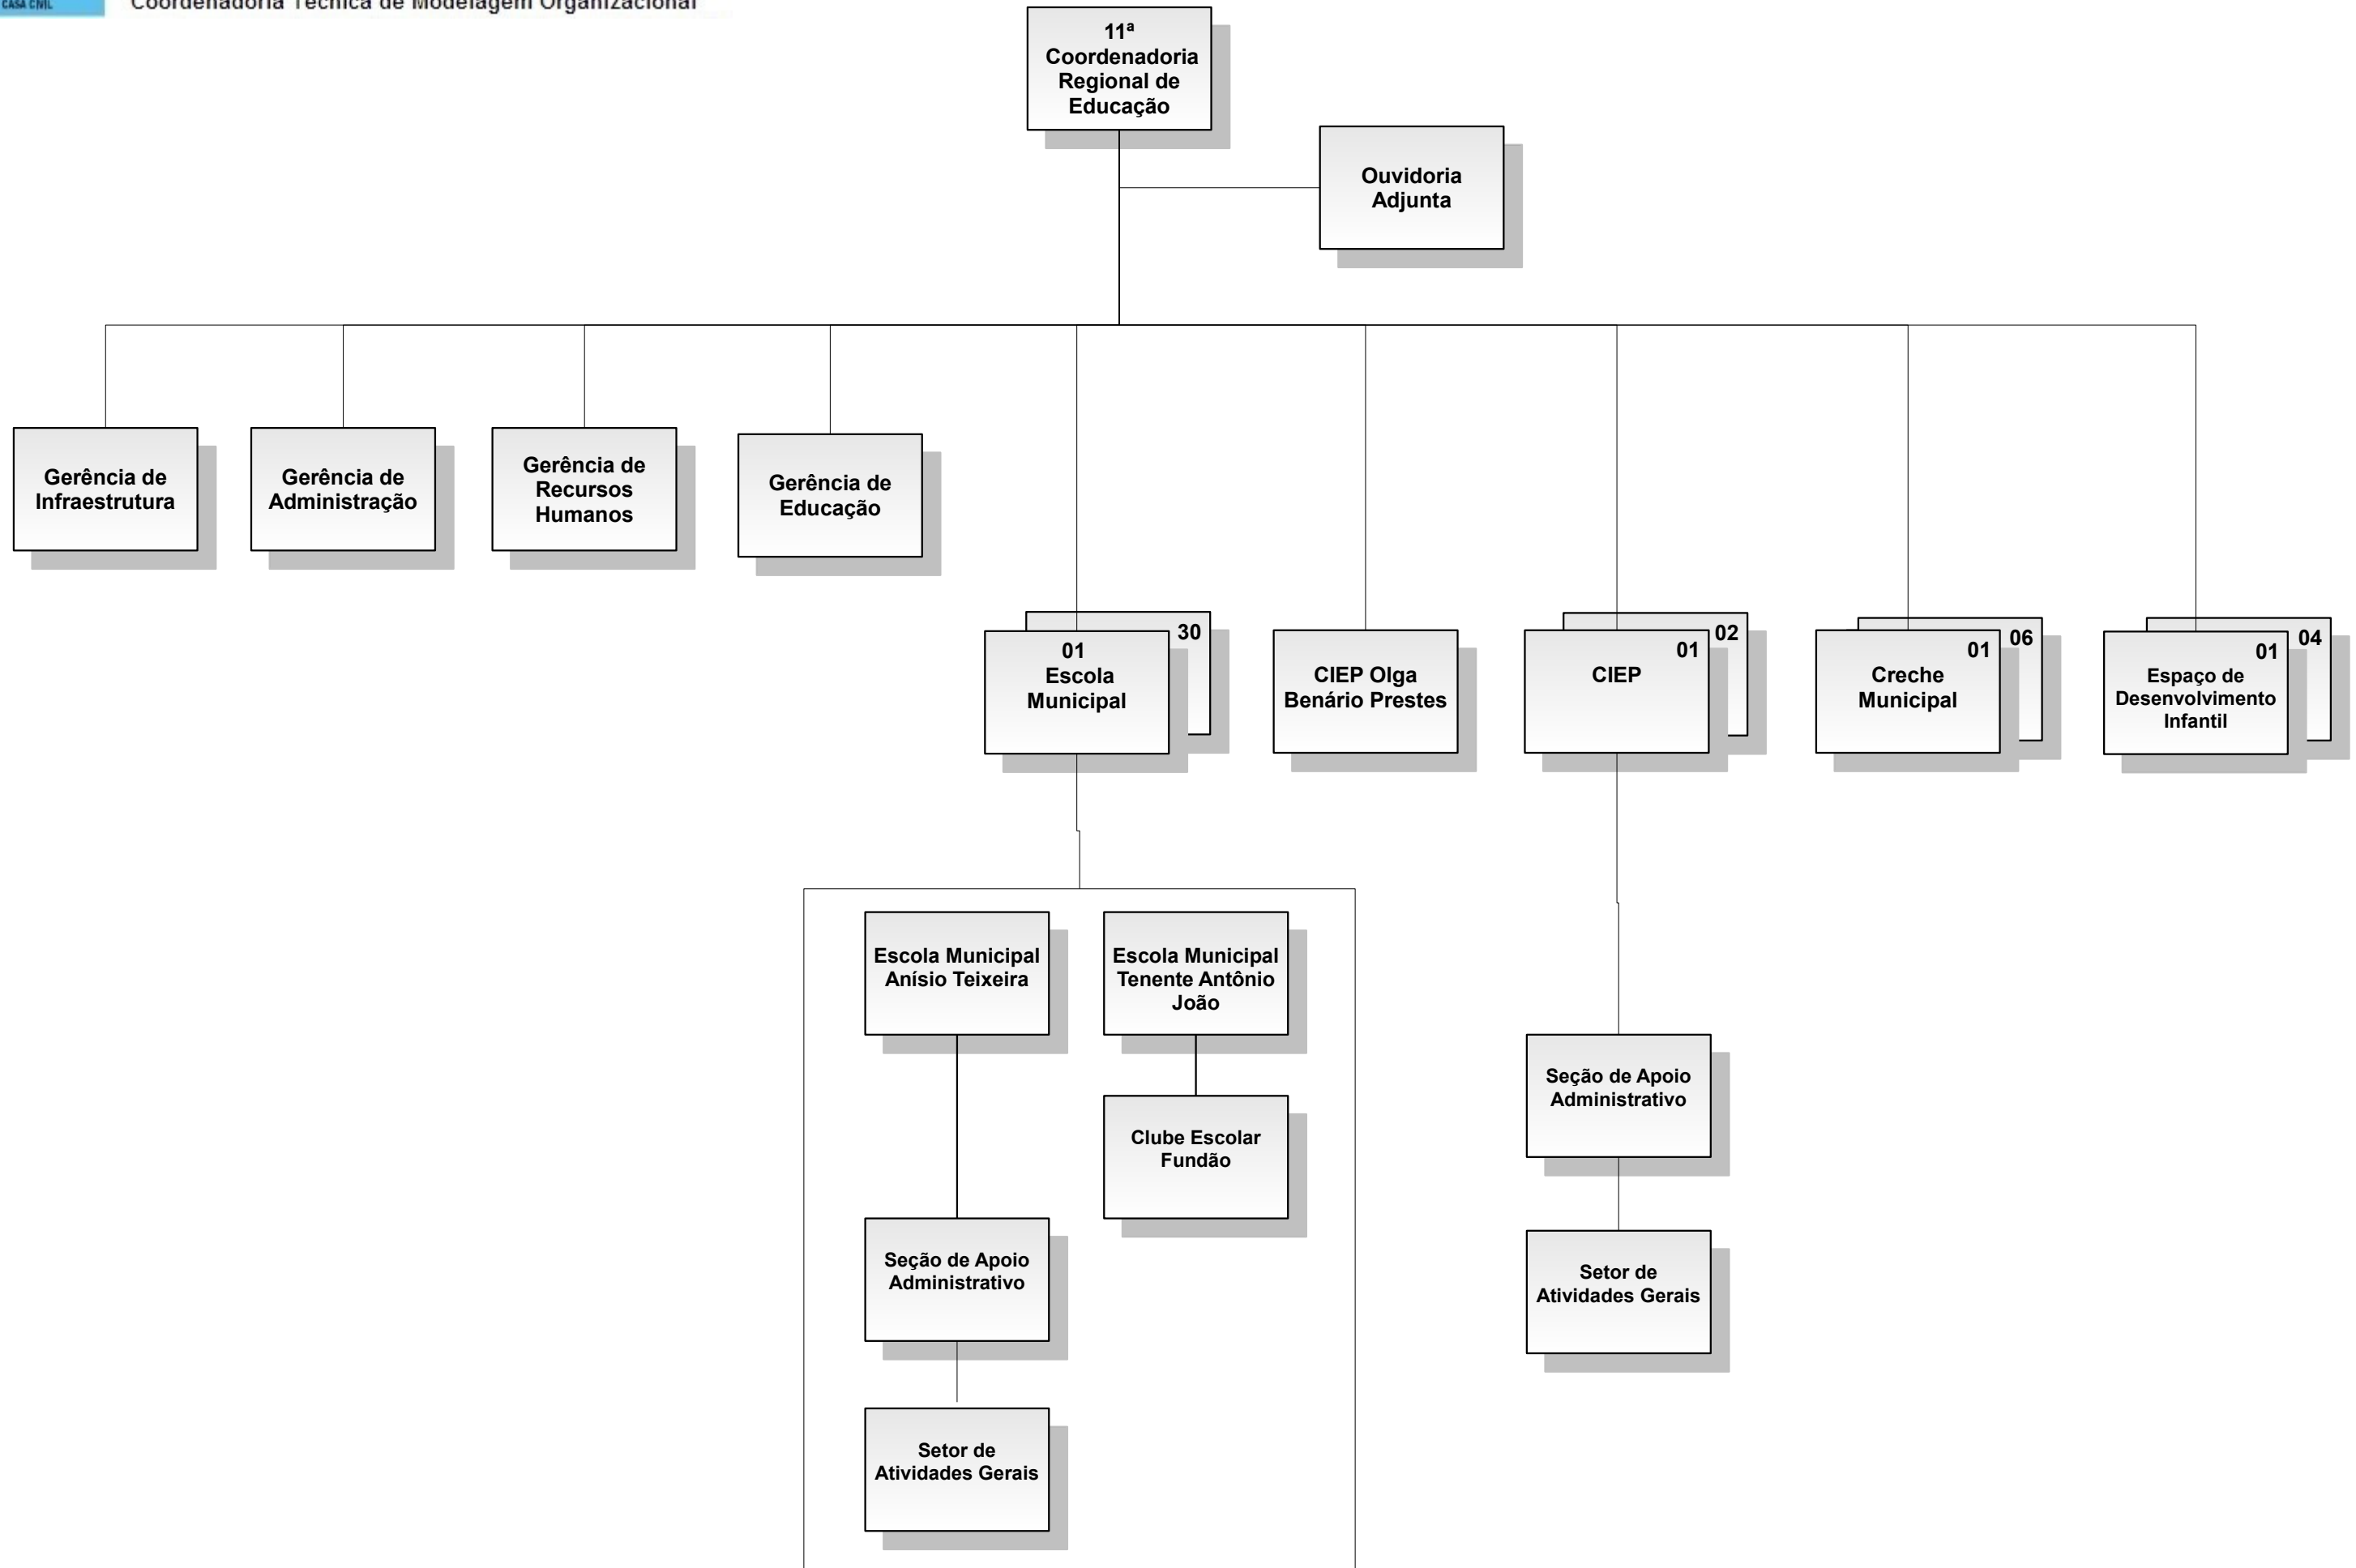 CASA CIVIL
Coordenadoria Técnica de Modelagem Organizacional
11ª
Coordenadoria
Regional de
Educação
Ouvidoria
Adjunta
Gerência de
Infraestrutura
Gerência de
Administração
Gerência de
Recursos
Humanos
Gerência de
Educação
30
01
Escola
Municipal
CIEP Olga
Benário Prestes
02
01
CIEP
06
01
Creche
Municipal
04
01
Espaço de
Desenvolvimento
Infantil
Escola Municipal
Anísio Teixeira
Escola Municipal
Tenente Antônio
João
Seção de Apoio
Administrativo
Clube Escolar
Fundão
Seção de Apoio
Administrativo
Setor de
Atividades Gerais
Setor de
Atividades Gerais